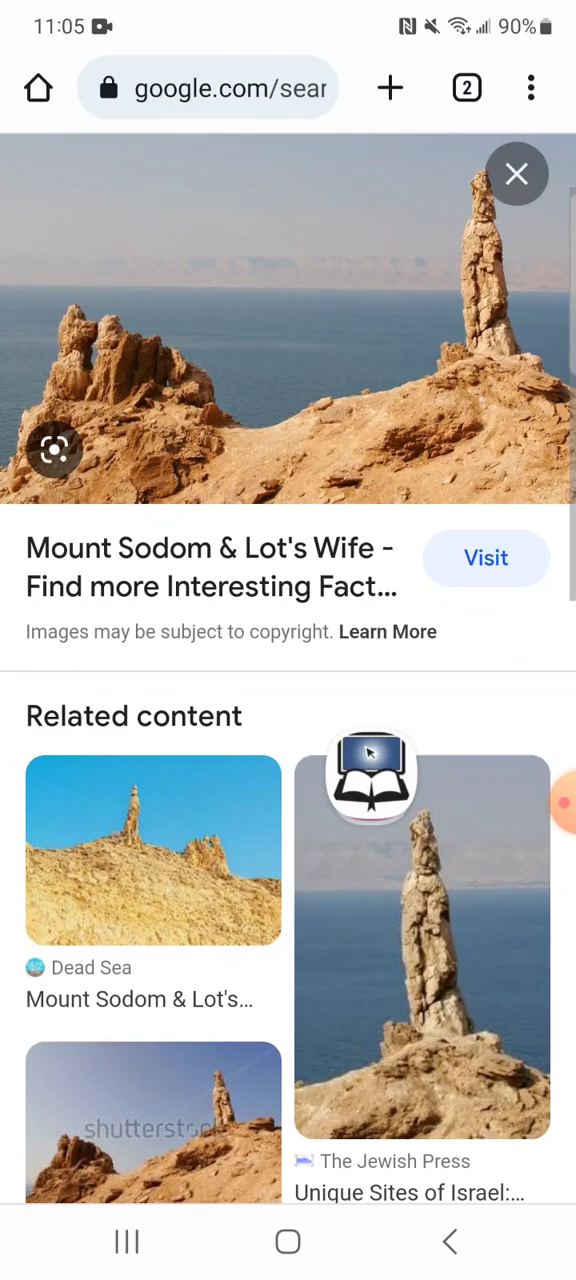 11:05
90%
google.com/sear
2
Mount Sodom & Lot's Wife -
Find more Interesting Fact...
Visit
Images may be subject to copyright. Learn More
Related content
Dead Sea
Mount Sodom & Lot's...
shutterstock
The Jewish Press
Unique Sites of Israel:...